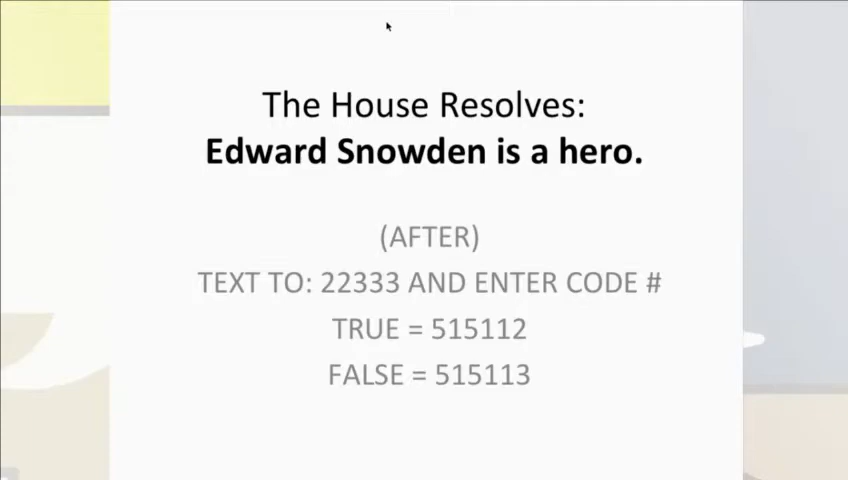 The House Resolves:
Edward Snowden is a hero.
(AFTER)
TEXT TO: 22333 AND ENTER CODE #
TRUE = 515112
FALSE = 515113